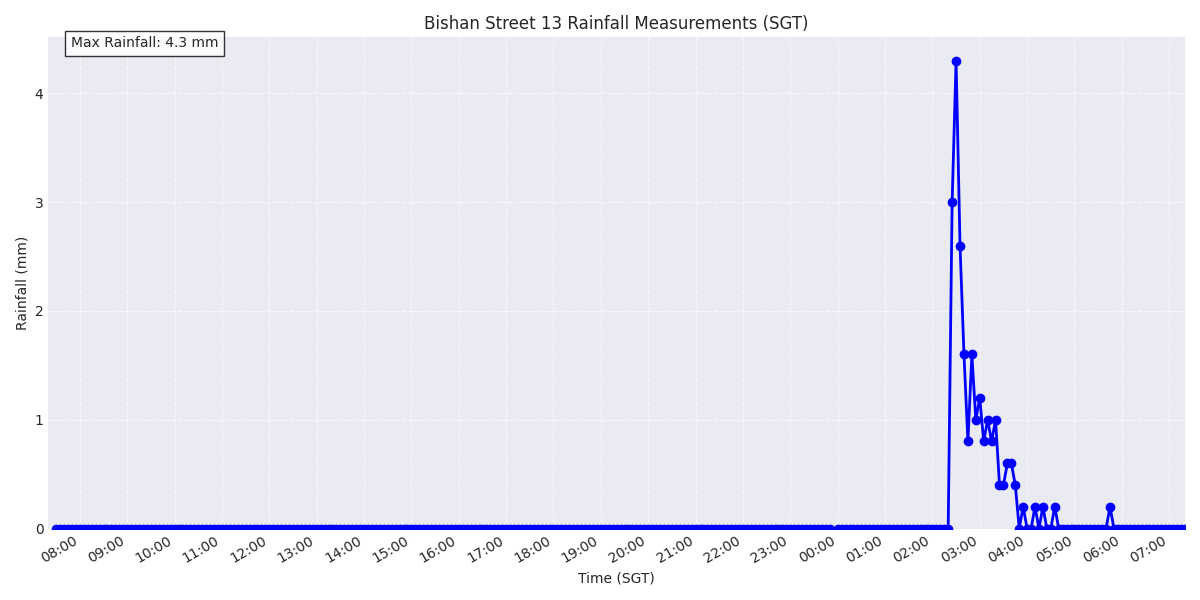 Bishan Street 13 Rainfall Measurements (SGT)
Max Rainfall: 4.3 mm
Rainfall (mm)
4
3
2
1
0
08:00 09:00 10:00 11:00 12:00 13:00 14:00 15:00 16:00 17:00 18:00 19:00 20:00 21:00 22:00 23:00 00:00 01:00 02:00 03:00 04:00 05:00 06:00 07:00
Time (SGT)